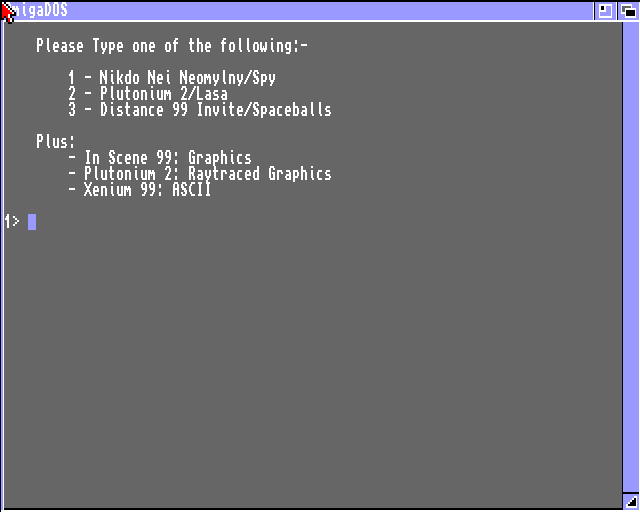 migaDOS
Please Type one of the following:-
1 - Nikdo Nei Neomylny/Spy
2 - Plutonium 2/Lasa
3 - Distance 99 Invite/Spaceballs
Plus:
- In Scene 99: Graphics
- Plutonium 2: Raytraced Graphics
- Xenium 99: ASCII
1>